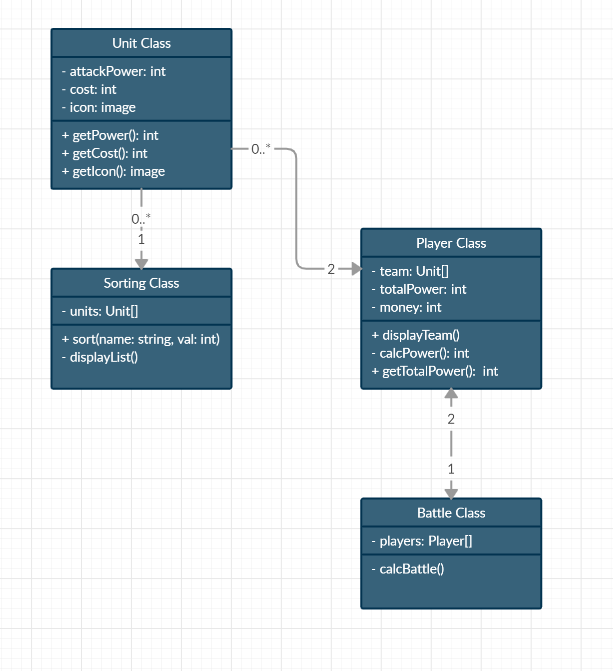 Unit Class
- attackPower: int
- cost: int
- icon: image
+ getPower(): int
+ getCost(): int
+ getIcon(): image
0..*
0..*
1
2
Sorting Class
- units: Unit[]
+ sort(name: string, val: int)
- displayList()
Player Class
- team: Unit[]
- totalPower: int
- money: int
+ displayTeam()
- calcPower(): int
+ getTotalPower(): int
2
1
Battle Class
- players: Player[]
- calcBattle()